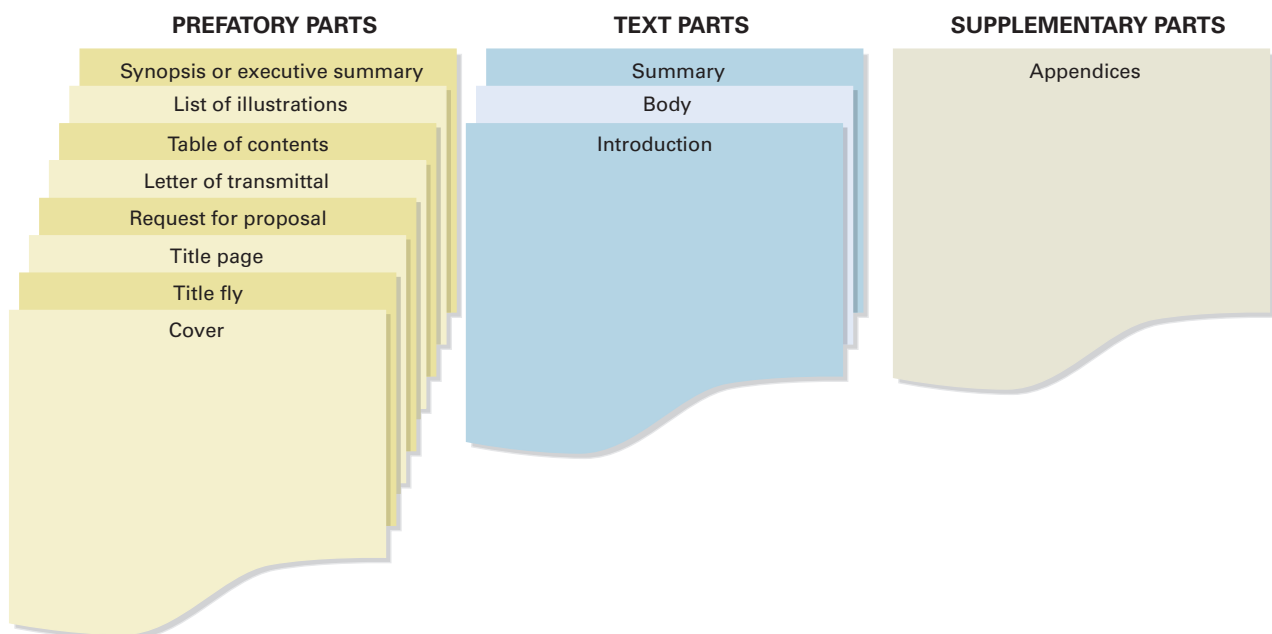 PREFATORY PARTS
Synopsis or executive summary
List of illustrations
Table of contents
Letter of transmittal
Request for proposal
Title page
Title fly
Cover
TEXT PARTS
Summary
Body
Introduction
SUPPLEMENTARY PARTS
Appendices